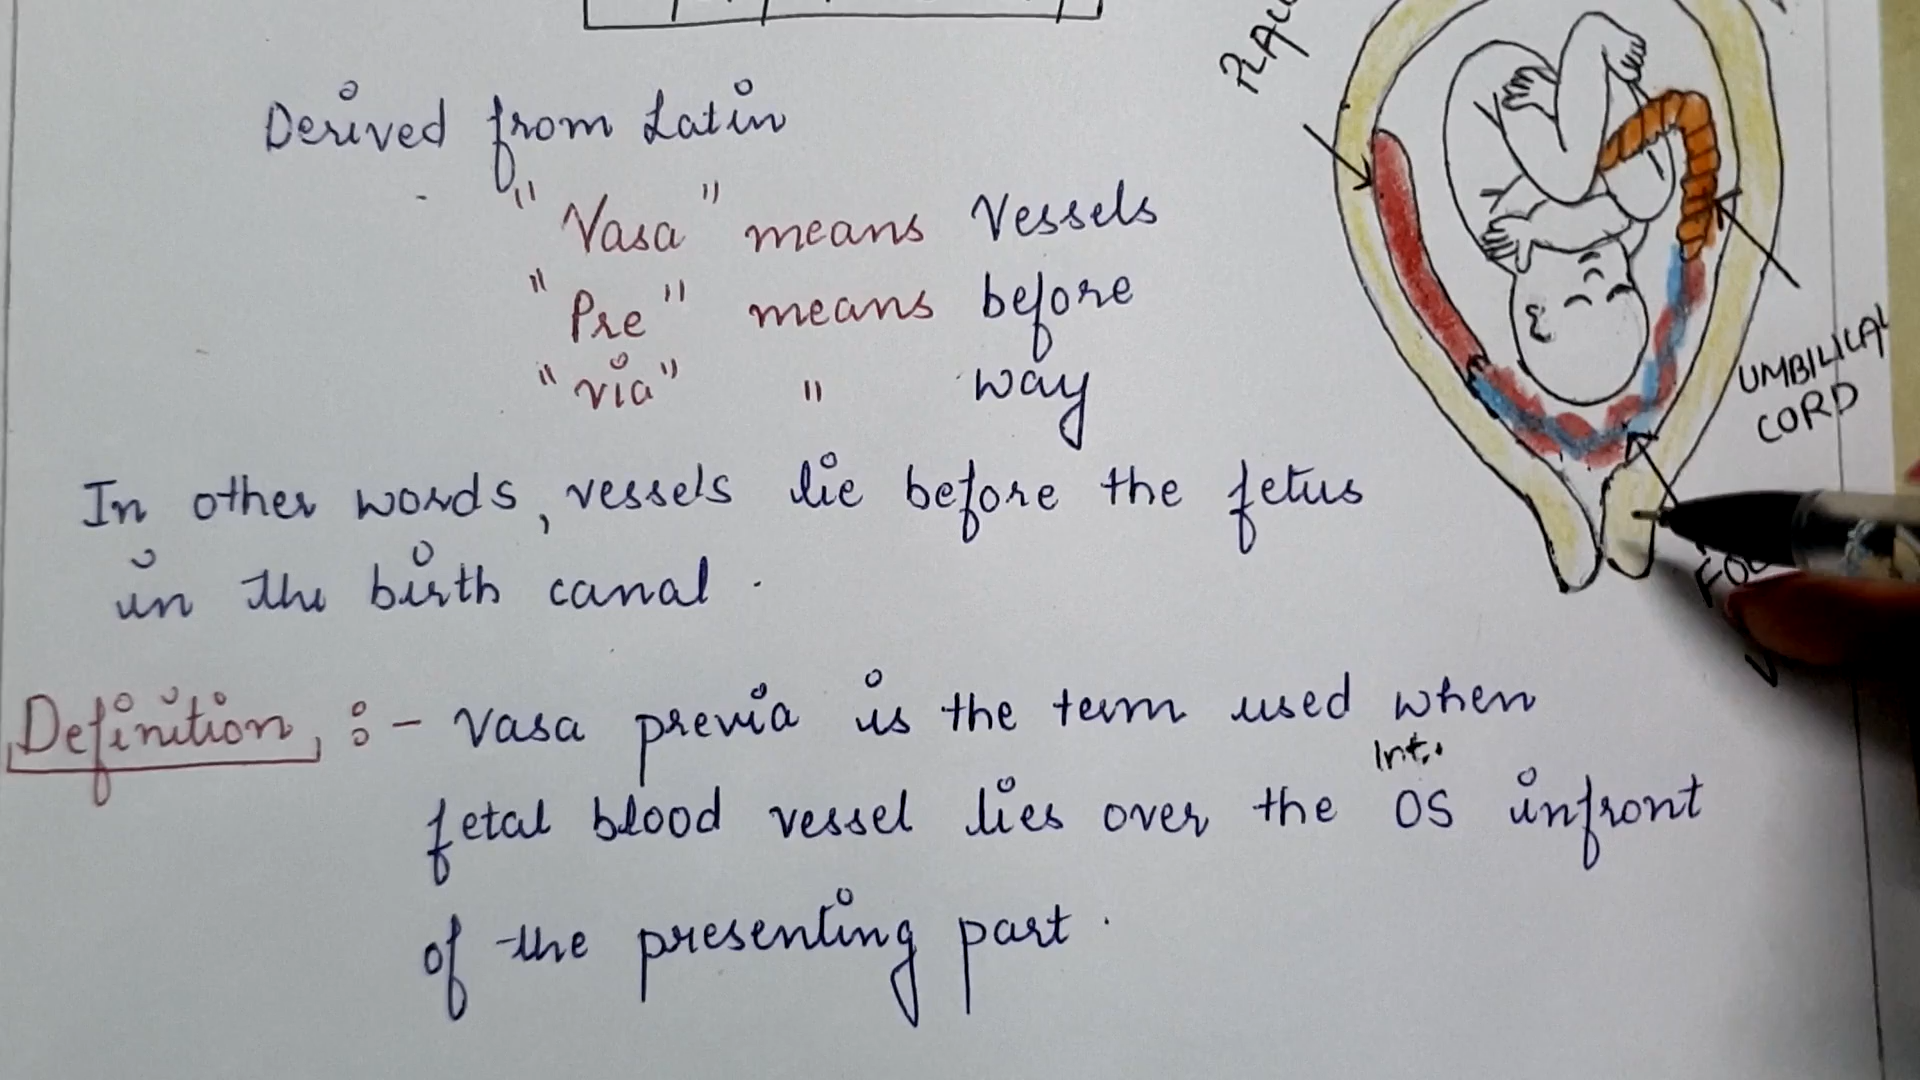 Derived from Latin
"Vasa" means Vessels
"Pre" means before
"via" " way
In other words, vessels lie before the fetus
in the birth canal.
Definition :- Vasa previa is the term used when
fetal blood vessel lies over the Int. OS infront
of the presenting part.
UMBILICAL
CORD